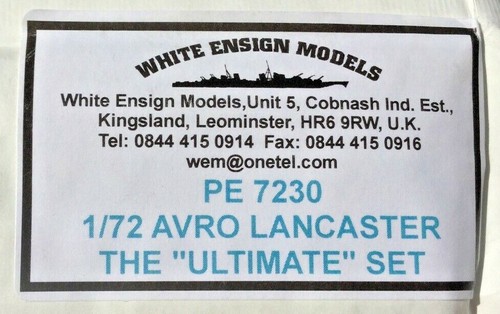 WHITE ENSIGN MODELS
White Ensign Models,Unit 5, Cobnash Ind. Est.,
Kingsland, Leominster, HR6 9RW, U.K.
Tel: 0844 415 0914 Fax: 0844 415 0916
wem@onetel.com
PE 7230
1/72 AVRO LANCASTER
THE "ULTIMATE" SET